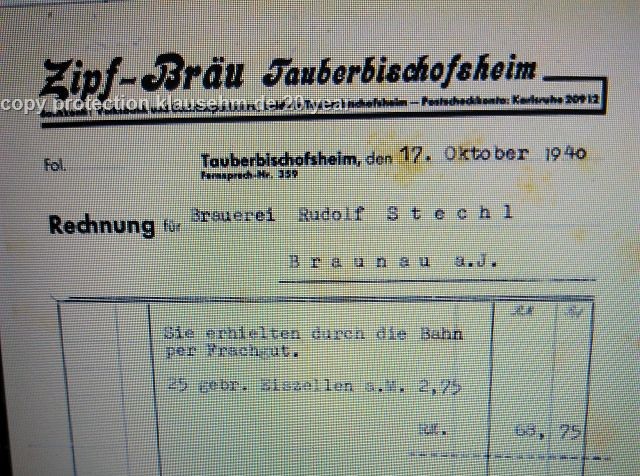 Zipf-Bräu Tauberbischofsheim
copy protection klausehm.de 20 year
Postscheckkonto: Karlsruhe 20912
Fol.
Tauberbischofsheim, den 17. Oktober 1940
Fernsprech-Nr. 359
Rechnung für Brauerei Rudolf Stechl
Braunau a.J.
Sie erhielten durch die Bahn
per Frachgut.
25 gebr. Eiszellen a.M. 2,75
RM. 68, 75